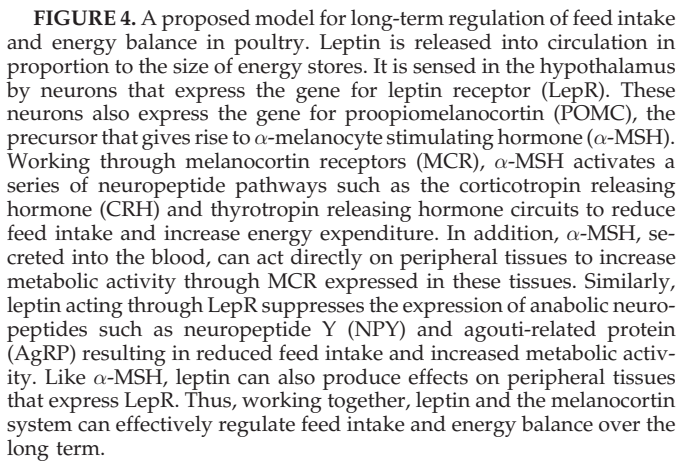 FIGURE 4. A proposed model for long-term regulation of feed intake
and energy balance in poultry. Leptin is released into circulation in
proportion to the size of energy stores. It is sensed in the hypothalamus
by neurons that express the gene for leptin receptor (LepR). These
neurons also express the gene for proopiomelanocortin (POMC), the
precursor that gives rise to α-melanocyte stimulating hormone (α-MSH).
Working through melanocortin receptors (MCR), α-MSH activates a
series of neuropeptide pathways such as the corticotropin releasing
hormone (CRH) and thyrotropin releasing hormone circuits to reduce
feed intake and increase energy expenditure. In addition, α-MSH, se-
creted into the blood, can act directly on peripheral tissues to increase
metabolic activity through MCR expressed in these tissues. Similarly,
leptin acting through LepR suppresses the expression of anabolic neuro-
peptides such as neuropeptide Y (NPY) and agouti-related protein
(AgRP) resulting in reduced feed intake and increased metabolic activ-
ity. Like α-MSH, leptin can also produce effects on peripheral tissues
that express LepR. Thus, working together, leptin and the melanocortin
system can effectively regulate feed intake and energy balance over the
long term.